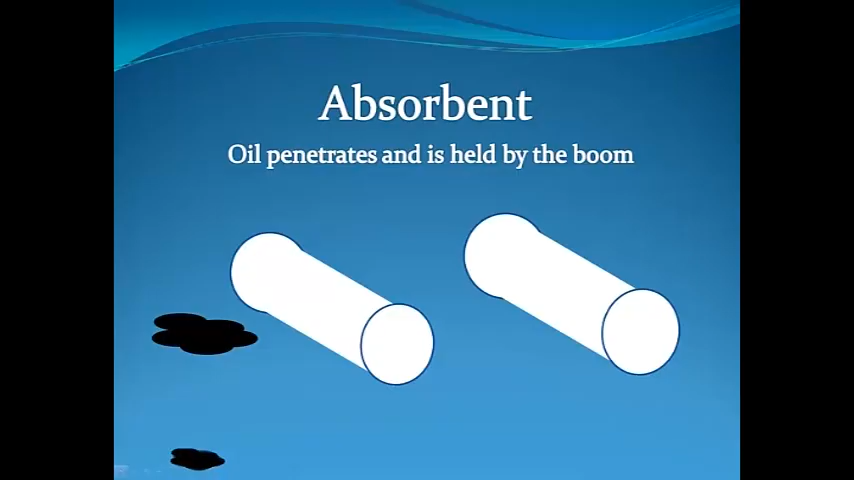 Absorbent
Oil penetrates and is held by the boom